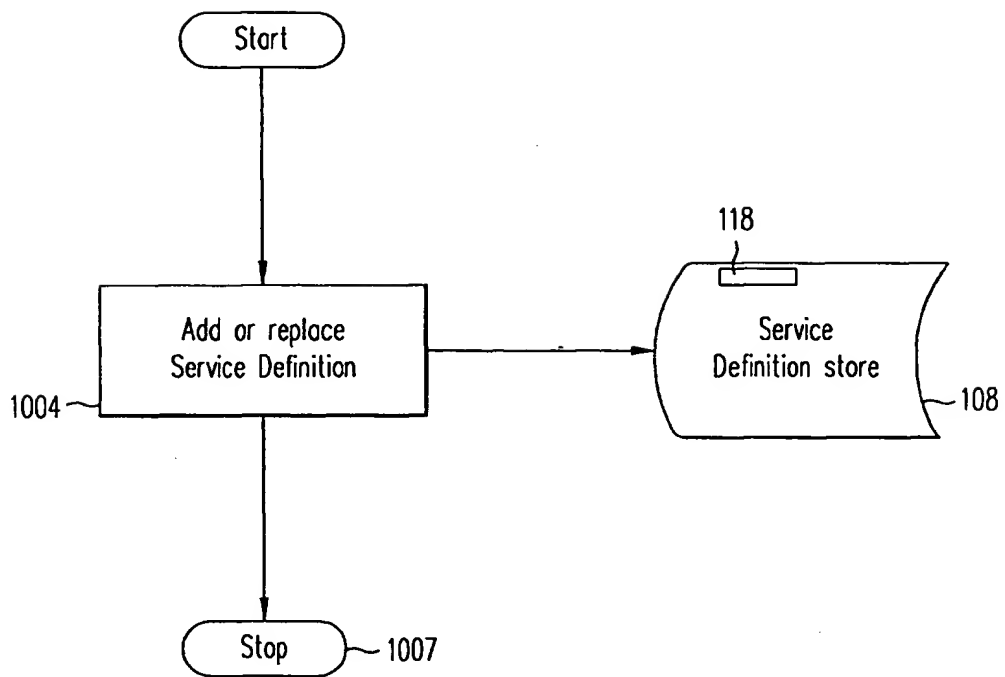 Start
118
Add or replace
Service Definition
Service
Definition store
1004
108
Stop
1007